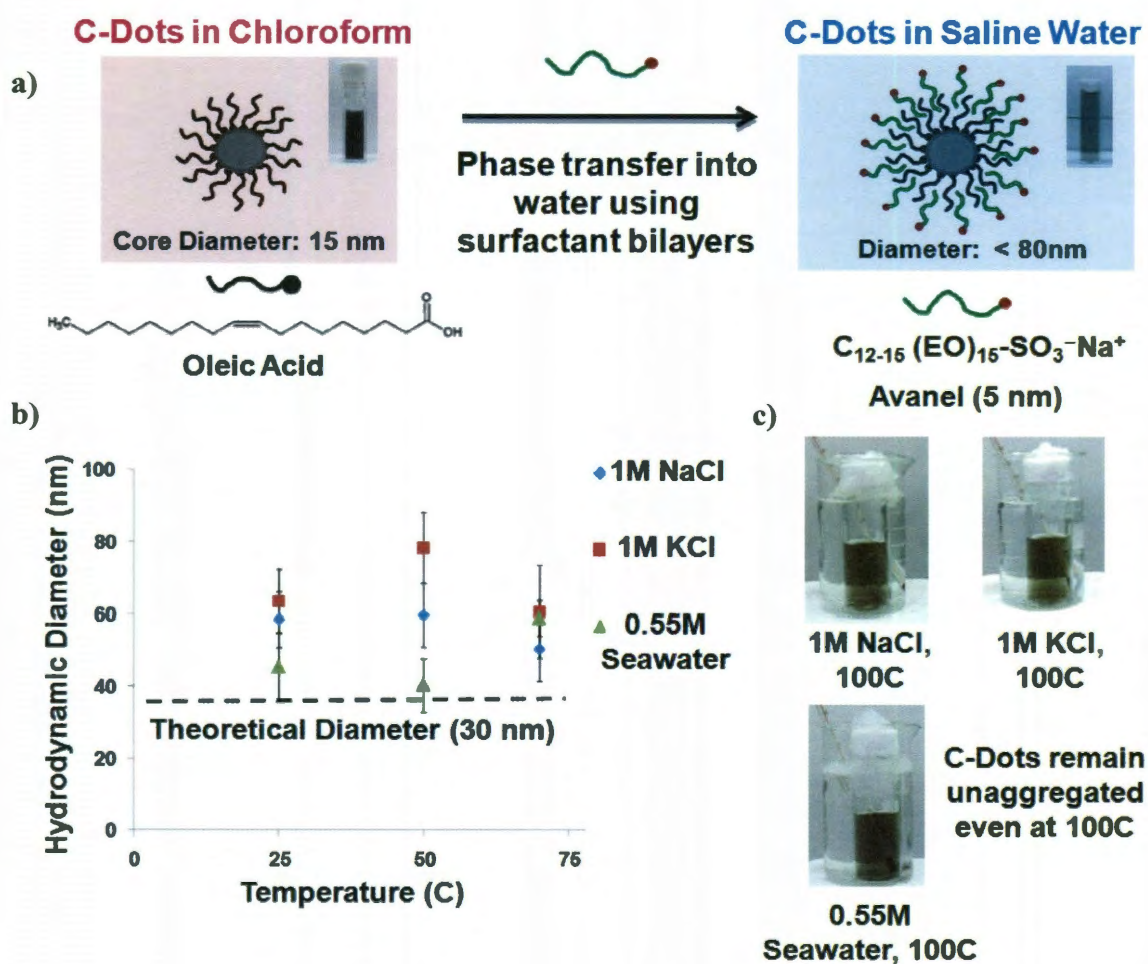 C-Dots in Chloroform
C-Dots in Saline Water
a)
Phase transfer into
water using
surfactant bilayers
Core Diameter: 15 nm
Diameter: < 80nm
H₃C
O
OH
Oleic Acid
C₁₂₋₁₅ (EO)₁₅-SO₃⁻Na⁺
Avanel (5 nm)
b)
Hydrodynamic Diameter (nm)
100
80
60
40
20
0
0
25
50
75
Temperature (C)
1M NaCl
1M KCl
0.55M
Seawater
Theoretical Diameter (30 nm)
c)
1M NaCl,
100C
1M KCl,
100C
C-Dots remain
unaggregated
even at 100C
0.55M
Seawater, 100C